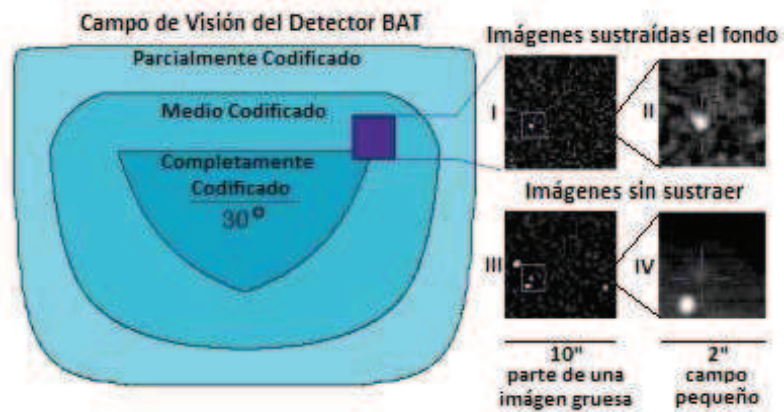 Campo de Visión del Detector BAT
Parcialmente Codificado
Medio Codificado
Completamente
Codificado
30°
Imágenes sustraídas el fondo
I
II
Imágenes sin sustraer
III
IV
10"
parte de una
imágen gruesa
2"
campo
pequeño